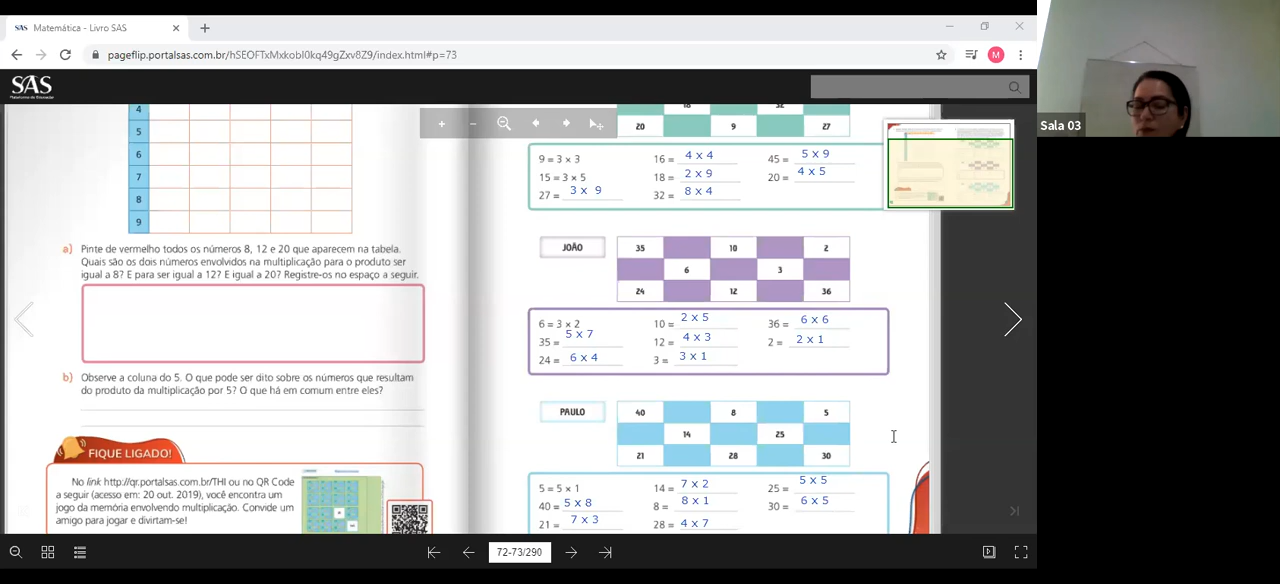 SAS Matemática - Livro SAS
pageflip.portalsas.com.br/hSEOFTxMxkobI0kq49gZxv8Z9/index.html#p=73
M
SAS
Sala 03
4
5
6
7
8
9
a) Pinte de vermelho todos os números 8, 12 e 20 que aparecem na tabela.
Quais são os dois números envolvidos na multiplicação para o produto ser
igual a 8? E para ser igual a 12? E igual a 20? Registre-os no espaço a seguir.
b) Observe a coluna do 5. O que pode ser dito sobre os números que resultam
do produto da multiplicação por 5? O que há em comum entre eles?
FIQUE LIGADO!
No link http://qr.portalsas.com.br/THI ou no QR Code
a seguir (acesso em: 20 out. 2019), você encontra um
jogo da memória envolvendo multiplicação. Convide um
amigo para jogar e divirtam-se!
18 32
20 9 27
9 = 3 x 3 16 = 4 x 4 45 = 5 x 9
15 = 3 x 5 18 = 2 x 9 20 = 4 x 5
27 = 3 x 9 32 = 8 x 4
JOÃO 35 10 2
6 3
24 12 36
6 = 3 x 2 10 = 2 x 5 36 = 6 x 6
35 = 5 x 7 12 = 4 x 3 2 = 2 x 1
24 = 6 x 4 3 = 3 x 1
PAULO 40 8 5
14 25
21 28 30
5 = 5 x 1 14 = 7 x 2 25 = 5 x 5
40 = 5 x 8 8 = 8 x 1 30 = 6 x 5
21 = 7 x 3 28 = 4 x 7
72-73/290